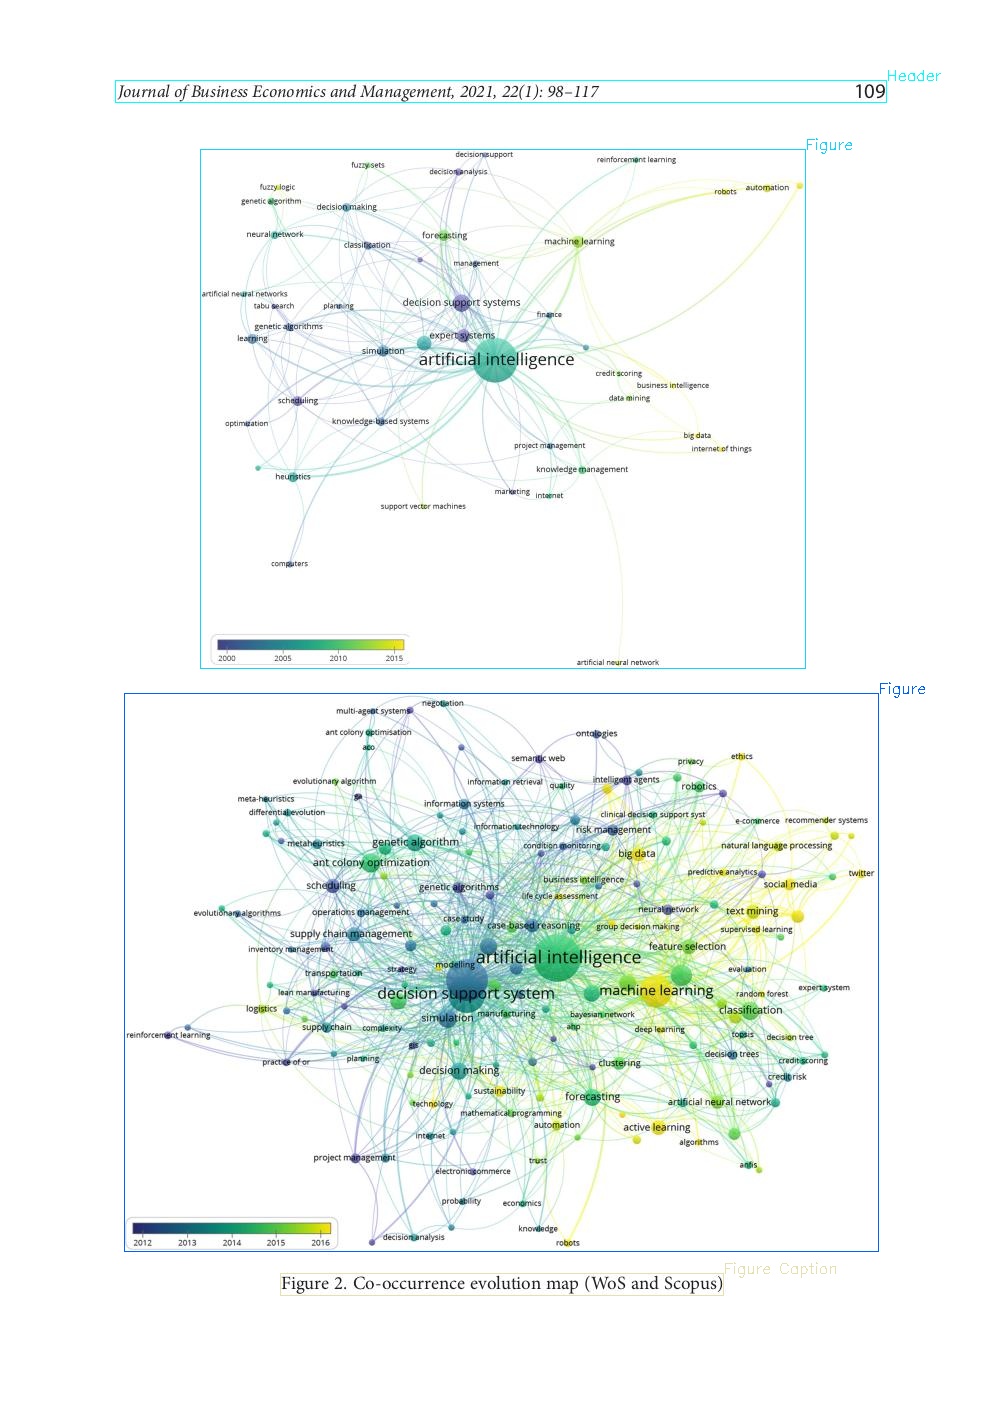 Header
Journal of Business Economics and Management, 2021, 22(1): 98–117 109
Figure
decision support
fuzzy sets
reinforcement learning
decision analysis
fuzzy logic
robots
automation
genetic algorithm
decision making
neural network
classification
forecasting
machine learning
management
artificial neural networks
tabu search
planning
decision support systems
finance
genetic algorithms
learning
expert systems
simulation
artificial intelligence
credit scoring
business intelligence
data mining
scheduling
optimization
knowledge-based systems
big data
internet of things
project management
knowledge management
heuristics
marketing
internet
support vector machines
computers
2000 2005 2010 2015
artificial neural network
Figure
negotiation
multi-agent systems
ant colony optimisation
aco
ontologies
semantic web
privacy
ethics
evolutionary algorithm
information retrieval
quality
intelligent agents
robotics
meta-heuristics
ga
differential evolution
information systems
clinical decision support syst
e-commerce
recommender systems
information technology
risk management
metaheuristics
genetic algorithm
condition monitoring
natural language processing
ant colony optimization
big data
predictive analytics
twitter
scheduling
genetic algorithms
business intelligence
social media
life cycle assessment
evolutionary algorithms
operations management
case study
neural network
text mining
case-based reasoning
group decision making
supervised learning
supply chain management
inventory management
feature selection
artificial intelligence
modelling
strategy
transportation
evaluation
decision support system
machine learning
lean manufacturing
random forest
expert system
logistics
simulation
manufacturing
bayesian network
classification
supply chain
complexity
ahp
deep learning
reinforcement learning
topsis
decision tree
gis
practice of or
planning
decision trees
credit scoring
decision making
clustering
credit risk
sustainability
forecasting
artificial neural network
technology
mathematical programming
automation
active learning
internet
algorithms
project management
trust
anfis
electronic commerce
probability
economics
decision analysis
knowledge
robots
2012 2013 2014 2015 2016
Figure Caption
Figure 2. Co-occurrence evolution map (WoS and Scopus)